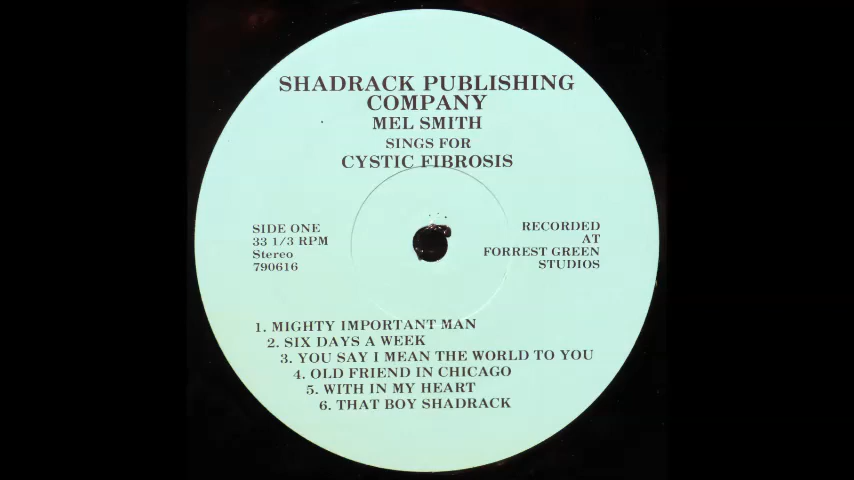 SHADRACK PUBLISHING
COMPANY
MEL SMITH
SINGS FOR
CYSTIC FIBROSIS
SIDE ONE
33 1/3 RPM
Stereo
790616
RECORDED
AT
FORREST GREEN
STUDIOS
1. MIGHTY IMPORTANT MAN
2. SIX DAYS A WEEK
3. YOU SAY I MEAN THE WORLD TO YOU
4. OLD FRIEND IN CHICAGO
5. WITH IN MY HEART
6. THAT BOY SHADRACK